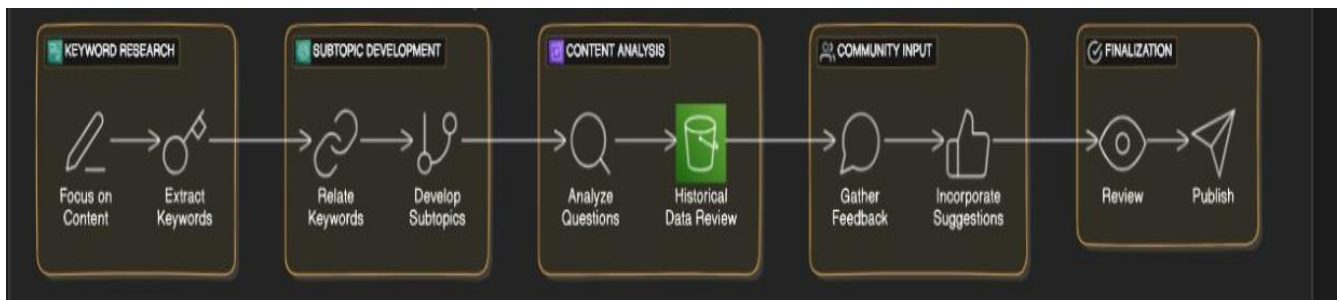 KEYWORD RESEARCH
Focus on
Content
Extract
Keywords
SUBTOPIC DEVELOPMENT
Relate
Keywords
Develop
Subtopics
CONTENT ANALYSIS
Analyze
Questions
Historical
Data Review
COMMUNITY INPUT
Gather
Feedback
Incorporate
Suggestions
FINALIZATION
Review
Publish